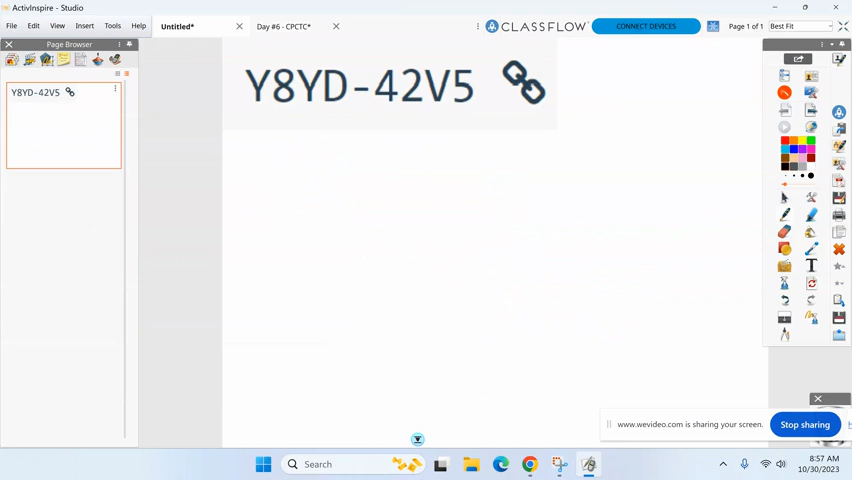 ActivInspire - Studio
File Edit View Insert Tools Help
Untitled*
Day #6 - CPCTC*
CLASSFLOW
CONNECT DEVICES
Page 1 of 1
Best Fit
Page Browser
Y8YD-42V5
Y8YD-42V5
T
www.wevideo.com is sharing your screen.
Stop sharing
Search
8:57 AM
10/30/2023